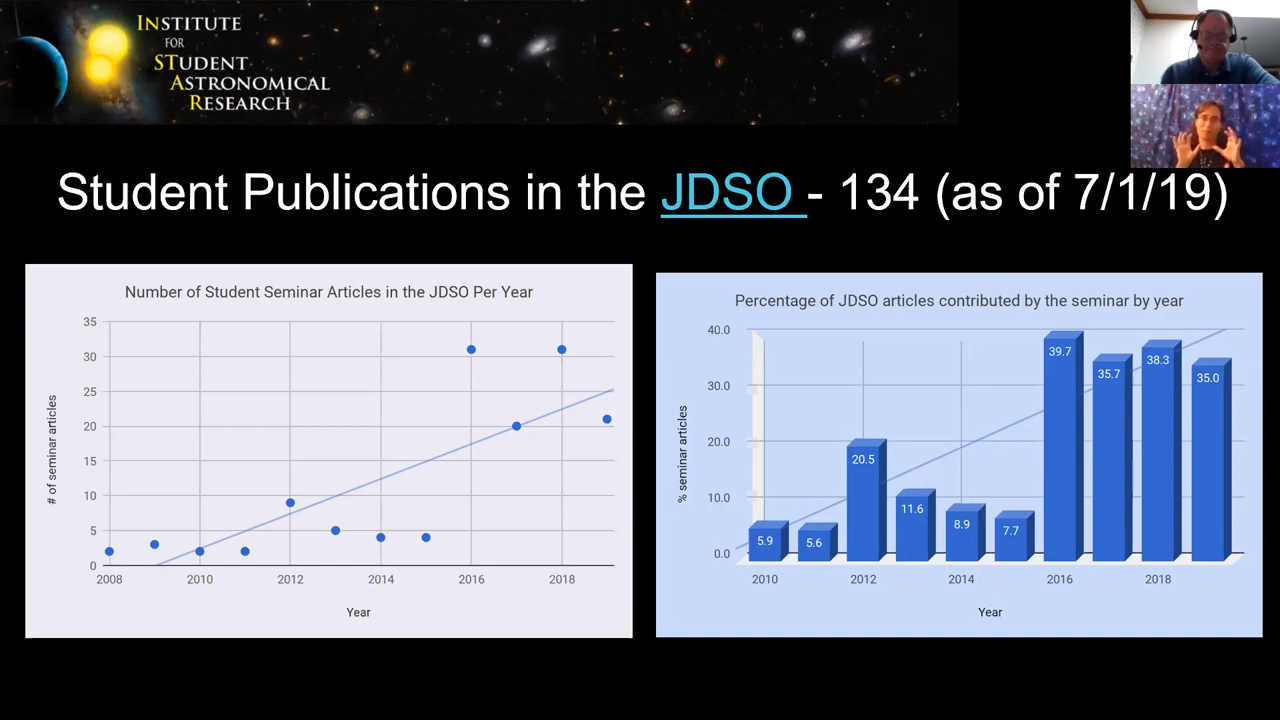 INSTITUTE
FOR
STUDENT
ASTRONOMICAL
RESEARCH
Student Publications in the JDSO - 134 (as of 7/1/19)
Number of Student Seminar Articles in the JDSO Per Year
# of seminar articles
35
30
25
20
15
10
5
0
2008 2010 2012 2014 2016 2018
Year
Percentage of JDSO articles contributed by the seminar by year
% seminar articles
40.0
30.0
20.0
10.0
0.0
5.9 5.6 20.5 11.6 8.9 7.7 39.7 35.7 38.3 35.0
2010 2012 2014 2016 2018
Year